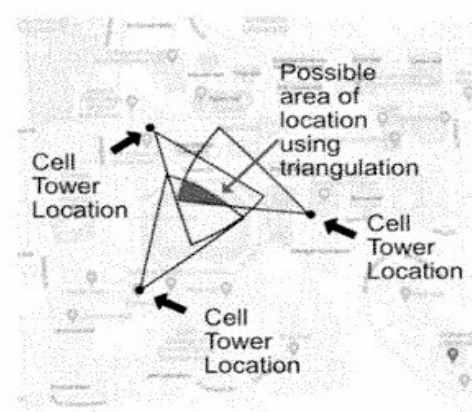 Possible
area of
location
using
triangulation
Cell
Tower
Location
Cell
Tower
Location
Cell
Tower
Location